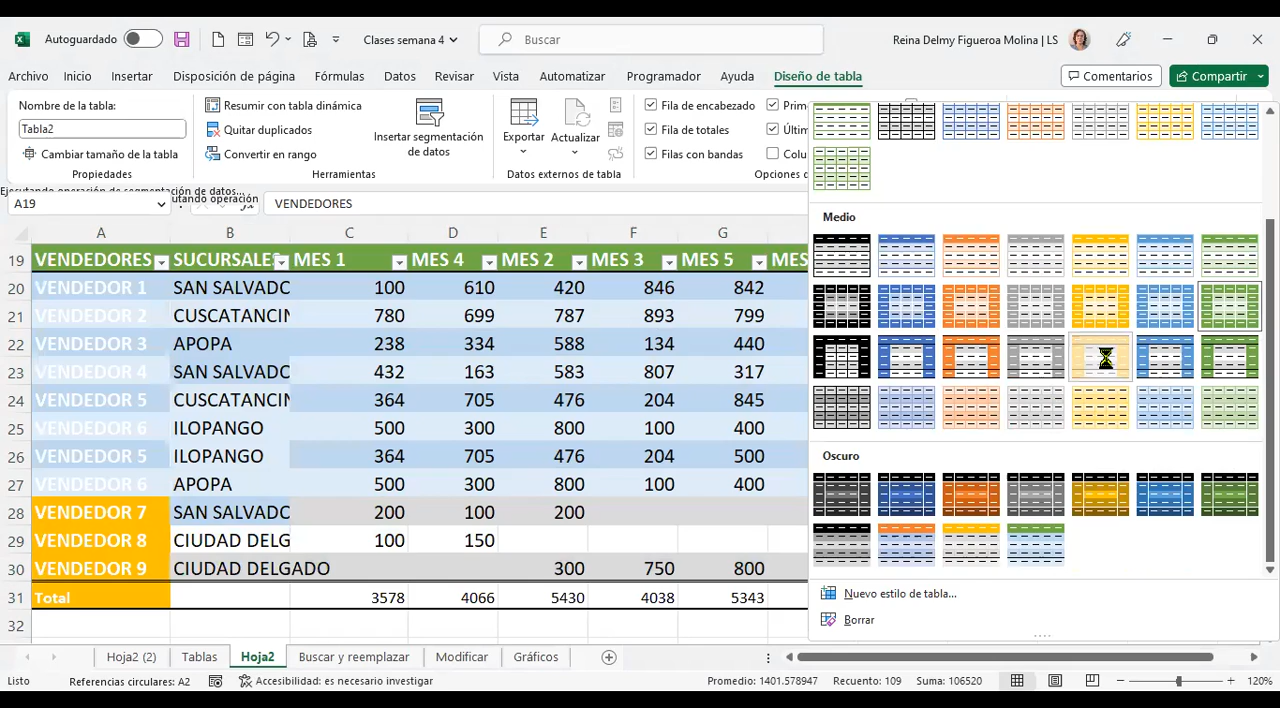 Autoguardado Clases semana 4 Buscar Reina Delmy Figueroa Molina | LS
Archivo Inicio Insertar Disposición de página Fórmulas Datos Revisar Vista Automatizar Programador Ayuda Diseño de tabla Comentarios Compartir
Nombre de la tabla:
Tabla2
Cambiar tamaño de la tabla
Resumir con tabla dinámica
Quitar duplicados
Convertir en rango
Insertar segmentación
de datos
Herramientas
Exportar Actualizar
Datos externos de tabla
Fila de encabezado
Fila de totales
Filas con bandas
Prim
Últim
Colu
Opciones d
Ejecutando operación de segmentación de datos...
utando operación
A19 VENDEDORES
A B C D E F G
19 VENDEDORES SUCURSALES MES 1 MES 4 MES 2 MES 3 MES 5 MES
20 VENDEDOR 1 SAN SALVADO 100 610 420 846 842
21 CUSCATANCIN 780 699 787 893 799
22 VENDEDOR 3 APOPA 238 334 588 134 440
23 VENDEDOR 4 SAN SALVADO 432 163 583 807 317
24 VENDEDOR 5 CUSCATANCIN 364 705 476 204 845
25 VENDEDOR 6 ILOPANGO 500 300 800 100 400
26 VENDEDOR 5 ILOPANGO 364 705 476 204 500
27 VENDEDOR 6 APOPA 500 300 800 100 400
28 VENDEDOR 7 SAN SALVADO 200 100 200
29 VENDEDOR 8 CIUDAD DELG 100 150
30 VENDEDOR 9 CIUDAD DELGADO 300 750 800
31 Total 3578 4066 5430 4038 5343
32
Medio
Oscuro
Nuevo estilo de tabla...
Borrar
Hoja2 (2) Tablas Hoja2 Buscar y reemplazar Modificar Gráficos
Listo Referencias circulares: A2 Accesibilidad: es necesario investigar Promedio: 1401.578947 Recuento: 109 Suma: 106520 120%